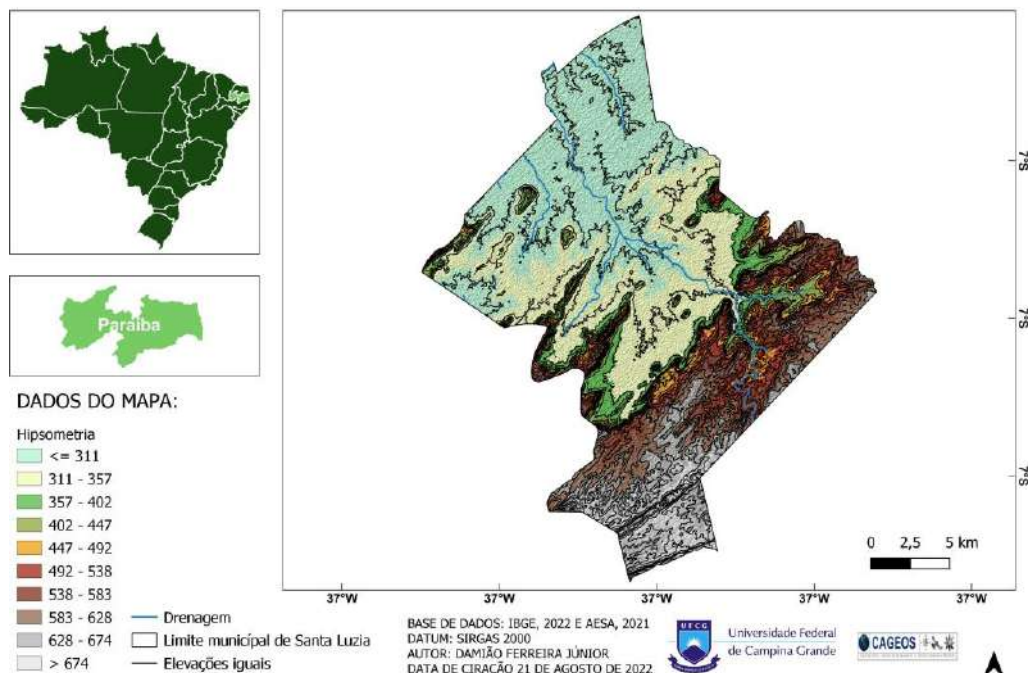 Paraíba
DADOS DO MAPA:
Hipsometria
<= 311
311 - 357
357 - 402
402 - 447
447 - 492
492 - 538
538 - 583
583 - 628
628 - 674
> 674
Drenagem
Limite municípal de Santa Luzia
Elevações iguais
7°S
7°S
7°S
0 2,5 5 km
37°W
37°W
37°W
37°W
37°W
BASE DE DADOS: IBGE, 2022 E AESA, 2021
DATUM: SIRGAS 2000
AUTOR: DAMIÃO FERREIRA JÚNIOR
DATA DE CIRAÇÃO 21 DE AGOSTO DE 2022
UFCG
Universidade Federal
de Campina Grande
CAGEOS